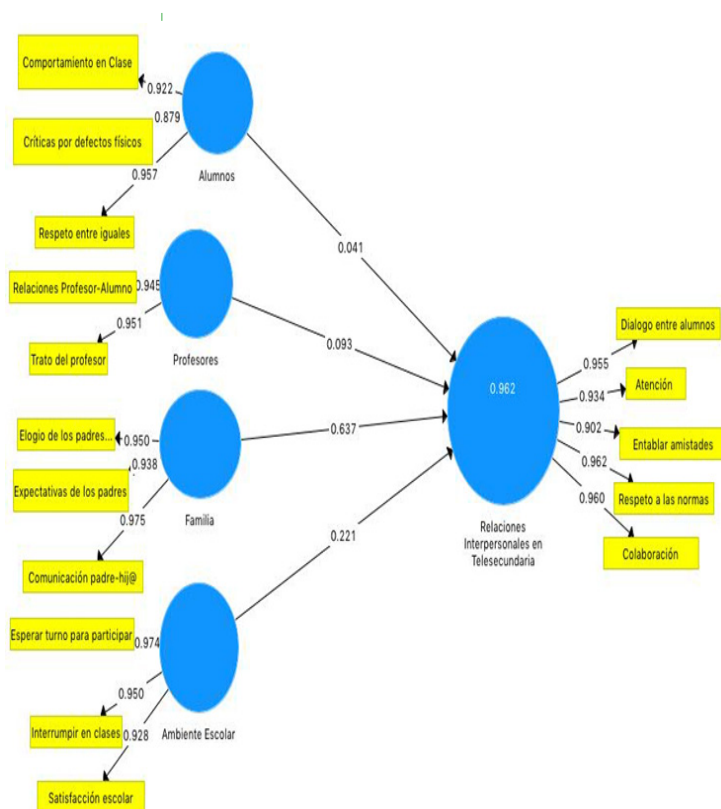 Comportamiento en Clase
0.922
0.879
Críticas por defectos físicos
0.957
Respeto entre iguales
Alumnos
0.041
Relaciones Profesor-Alumno
0.945
0.951
Trato del profesor
Profesores
0.093
Elogio de los padres...
0.950
0.938
Expectativas de los padres
0.975
Comunicación padre-hij@
Familia
0.637
Esperar turno para participar
0.974
0.950
Interrumpir en clases
0.928
Satisfacción escolar
Ambiente Escolar
0.221
0.962
Relaciones
Interpersonales en
Telesecundaria
Dialogo entre alumnos
0.955
Atención
0.934
0.902
Entablar amistades
0.962
Respeto a las normas
0.960
Colaboración